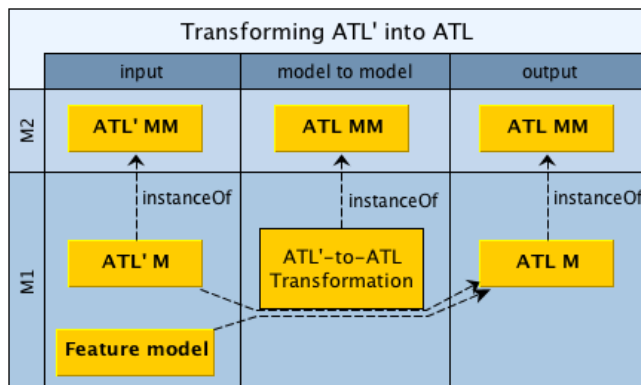 Transforming ATL' into ATL
input model to model output
M2
ATL' MM ATL MM ATL MM
instanceOf instanceOf instanceOf
M1
ATL' M ATL'-to-ATL ATL M
Transformation
Feature model